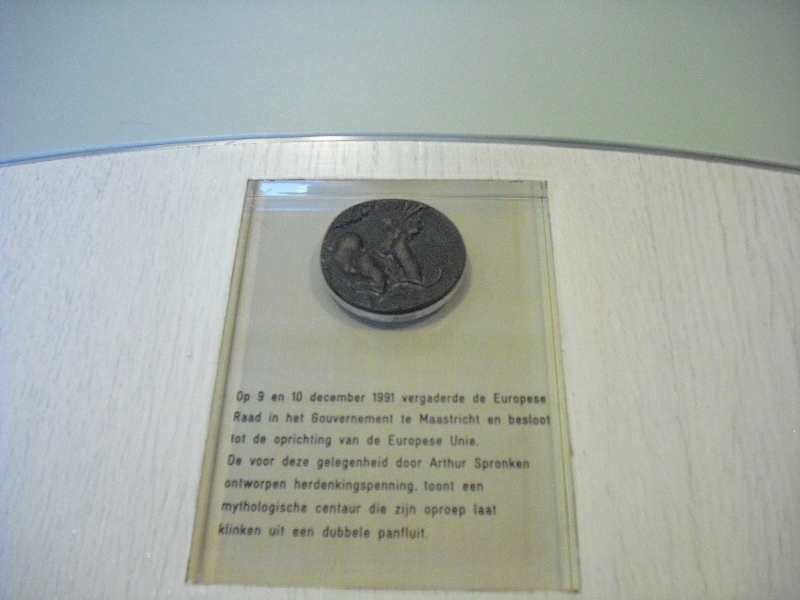 Op 9 en 10 december 1991 vergaderde de Europese
Raad in het Gouvernement te Maastricht en besloot
tot de oprichting van de Europese Unie.
De voor deze gelegenheid door Arthur Spronken
ontworpen herdenkingspenning, toont een
mythologische centaur die zijn oproep laat
klinken uit een dubbele panfluit.